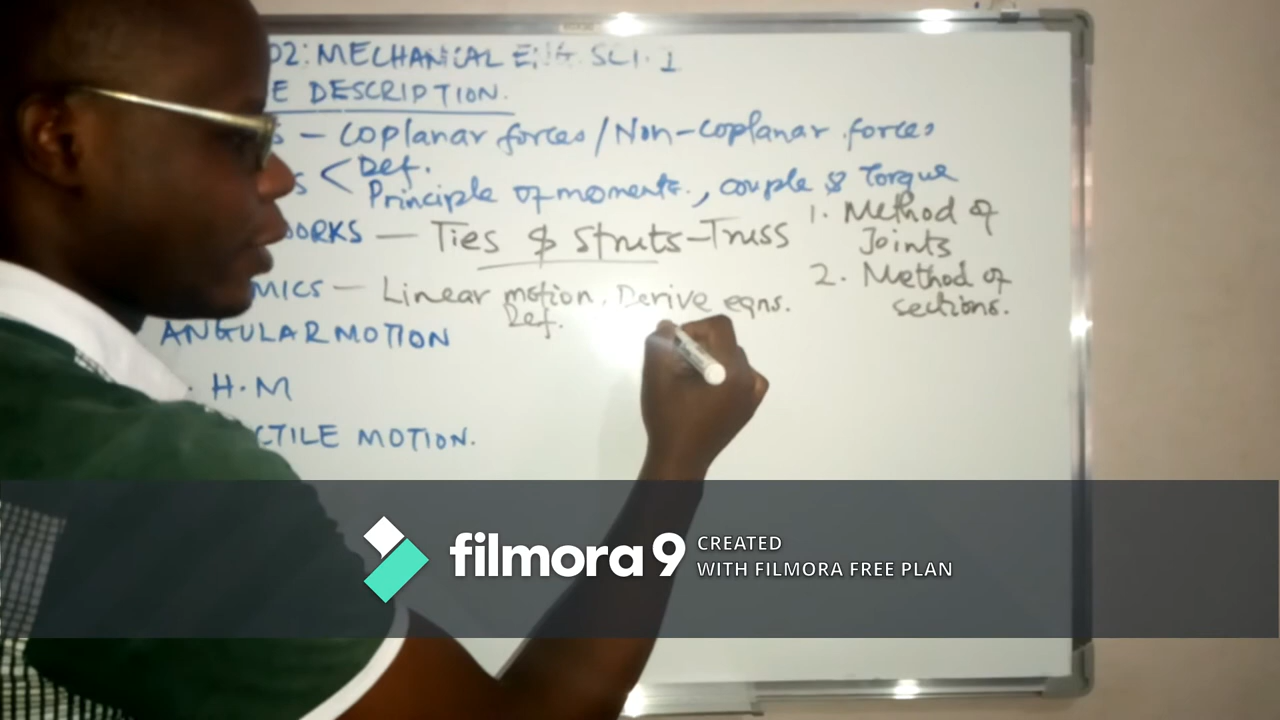 02: MECHANICAL ENG. SCI. 1
E DESCRIPTION.
S - Coplanar forces / Non-coplanar forces
S < Def.
Principle of moments., couple & Torque
WORKS - Ties & Struts-Truss
1. Method of
Joints
2. Method of
sections.
MICS - Linear motion, Derive eqns.
Def.
ANGULAR MOTION
. H.M
CTILE MOTION.
filmora 9 CREATED
WITH FILMORA FREE PLAN